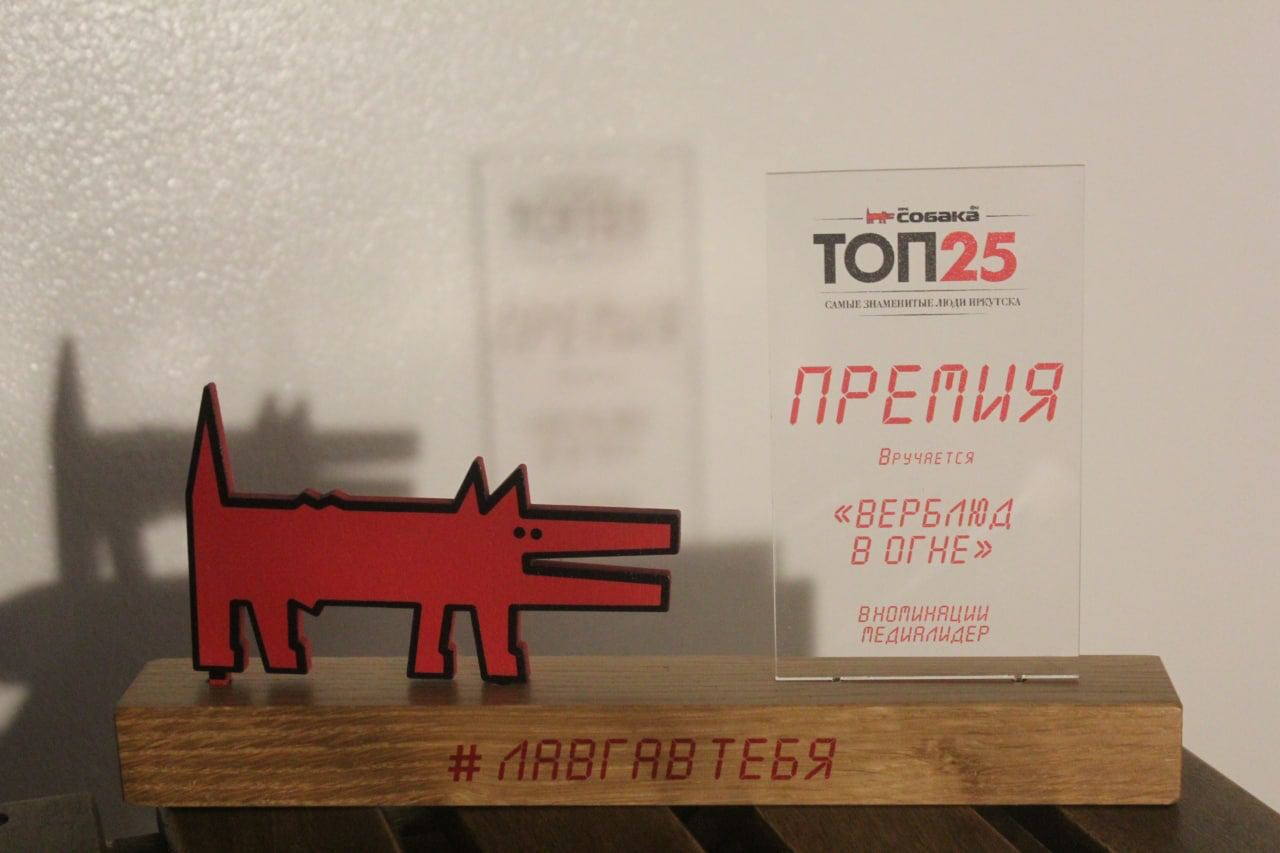 СОБАКА
ТОП25
САМЫЕ ЗНАМЕНИТЫЕ ЛЮДИ ИРКУТСКА
ПРЕМИЯ
ВРУЧАЕТСЯ
«ВЕРБЛЮД
В ОГНЕ»
В НОМИНАЦИИ
МЕДИАЛИДЕР
#ЛАВГАВТЕБЯ